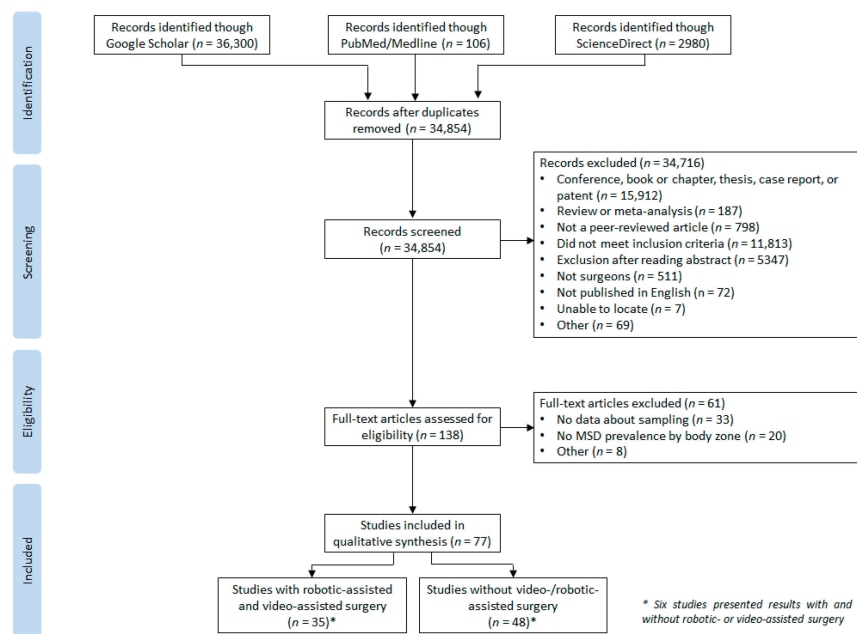 Identification
Records identified though
Google Scholar (n = 36,300)
Records identified though
PubMed/Medline (n = 106)
Records identified though
ScienceDirect (n = 2980)
Records after duplicates
removed (n = 34,854)
Screening
Records screened
(n = 34,854)
Records excluded (n = 34,716)
• Conference, book or chapter, thesis, case report, or
patent (n = 15,912)
• Review or meta-analysis (n = 187)
• Not a peer-reviewed article (n = 798)
• Did not meet inclusion criteria (n = 11,813)
• Exclusion after reading abstract (n = 5347)
• Not surgeons (n = 511)
• Not published in English (n = 72)
• Unable to locate (n = 7)
• Other (n = 69)
Eligibility
Full-text articles assessed for
eligibility (n = 138)
Full-text articles excluded (n = 61)
• No data about sampling (n = 33)
• No MSD prevalence by body zone (n = 20)
• Other (n = 8)
Included
Studies included in
qualitative synthesis (n = 77)
Studies with robotic-assisted
and video-assisted surgery
(n = 35)*
Studies without video-/robotic-
assisted surgery
(n = 48)*
* Six studies presented results with and
without robotic- or video-assisted surgery